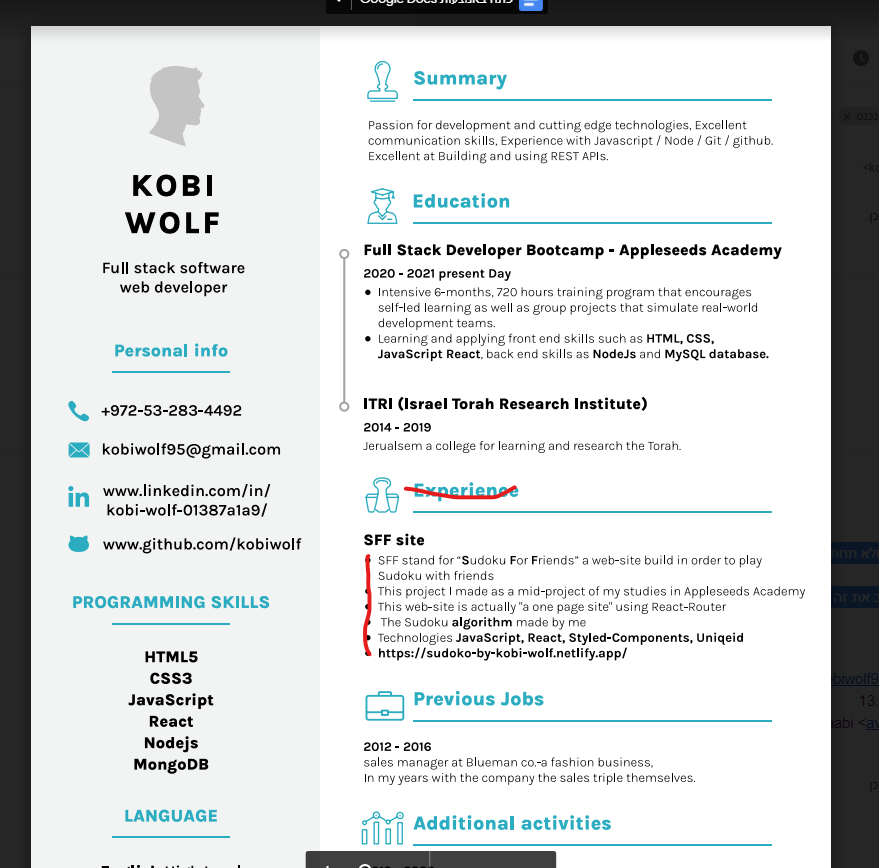 פתח באמצעות Google Docs
KOBI
WOLF
Full stack software
web developer
Personal info
+972-53-283-4492
kobiwolf95@gmail.com
www.linkedin.com/in/
kobi-wolf-01387a1a9/
www.github.com/kobiwolf
PROGRAMMING SKILLS
HTML5
CSS3
JavaScript
React
Nodejs
MongoDB
LANGUAGE
Summary
Passion for development and cutting edge technologies, Excellent
communication skills, Experience with Javascript / Node / Git / github.
Excellent at Building and using REST APIs.
Education
Full Stack Developer Bootcamp - Appleseeds Academy
2020 - 2021 present Day
● Intensive 6-months, 720 hours training program that encourages
self-led learning as well as group projects that simulate real-world
development teams.
● Learning and applying front end skills such as HTML, CSS,
JavaScript React, back end skills as NodeJs and MySQL database.
ITRI (Israel Torah Research Institute)
2014 - 2019
Jerualsem a college for learning and research the Torah.
Experience
SFF site
● SFF stand for “Sudoku For Friends” a web-site build in order to play
Sudoku with friends
● This project I made as a mid-project of my studies in Appleseeds Academy
● This web-site is actually "a one page site" using React-Router
● The Sudoku algorithm made by me
● Technologies JavaScript, React, Styled-Components, Uniqeid
● https://sudoko-by-kobi-wolf.netlify.app/
Previous Jobs
2012 - 2016
sales manager at Blueman co.-a fashion business,
In my years with the company the sales triple themselves.
Additional activities